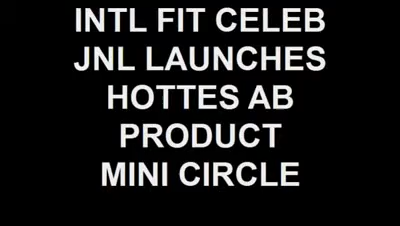 INTL FIT CELEB
JNL LAUNCHES
HOTTES AB
PRODUCT
MINI CIRCLE